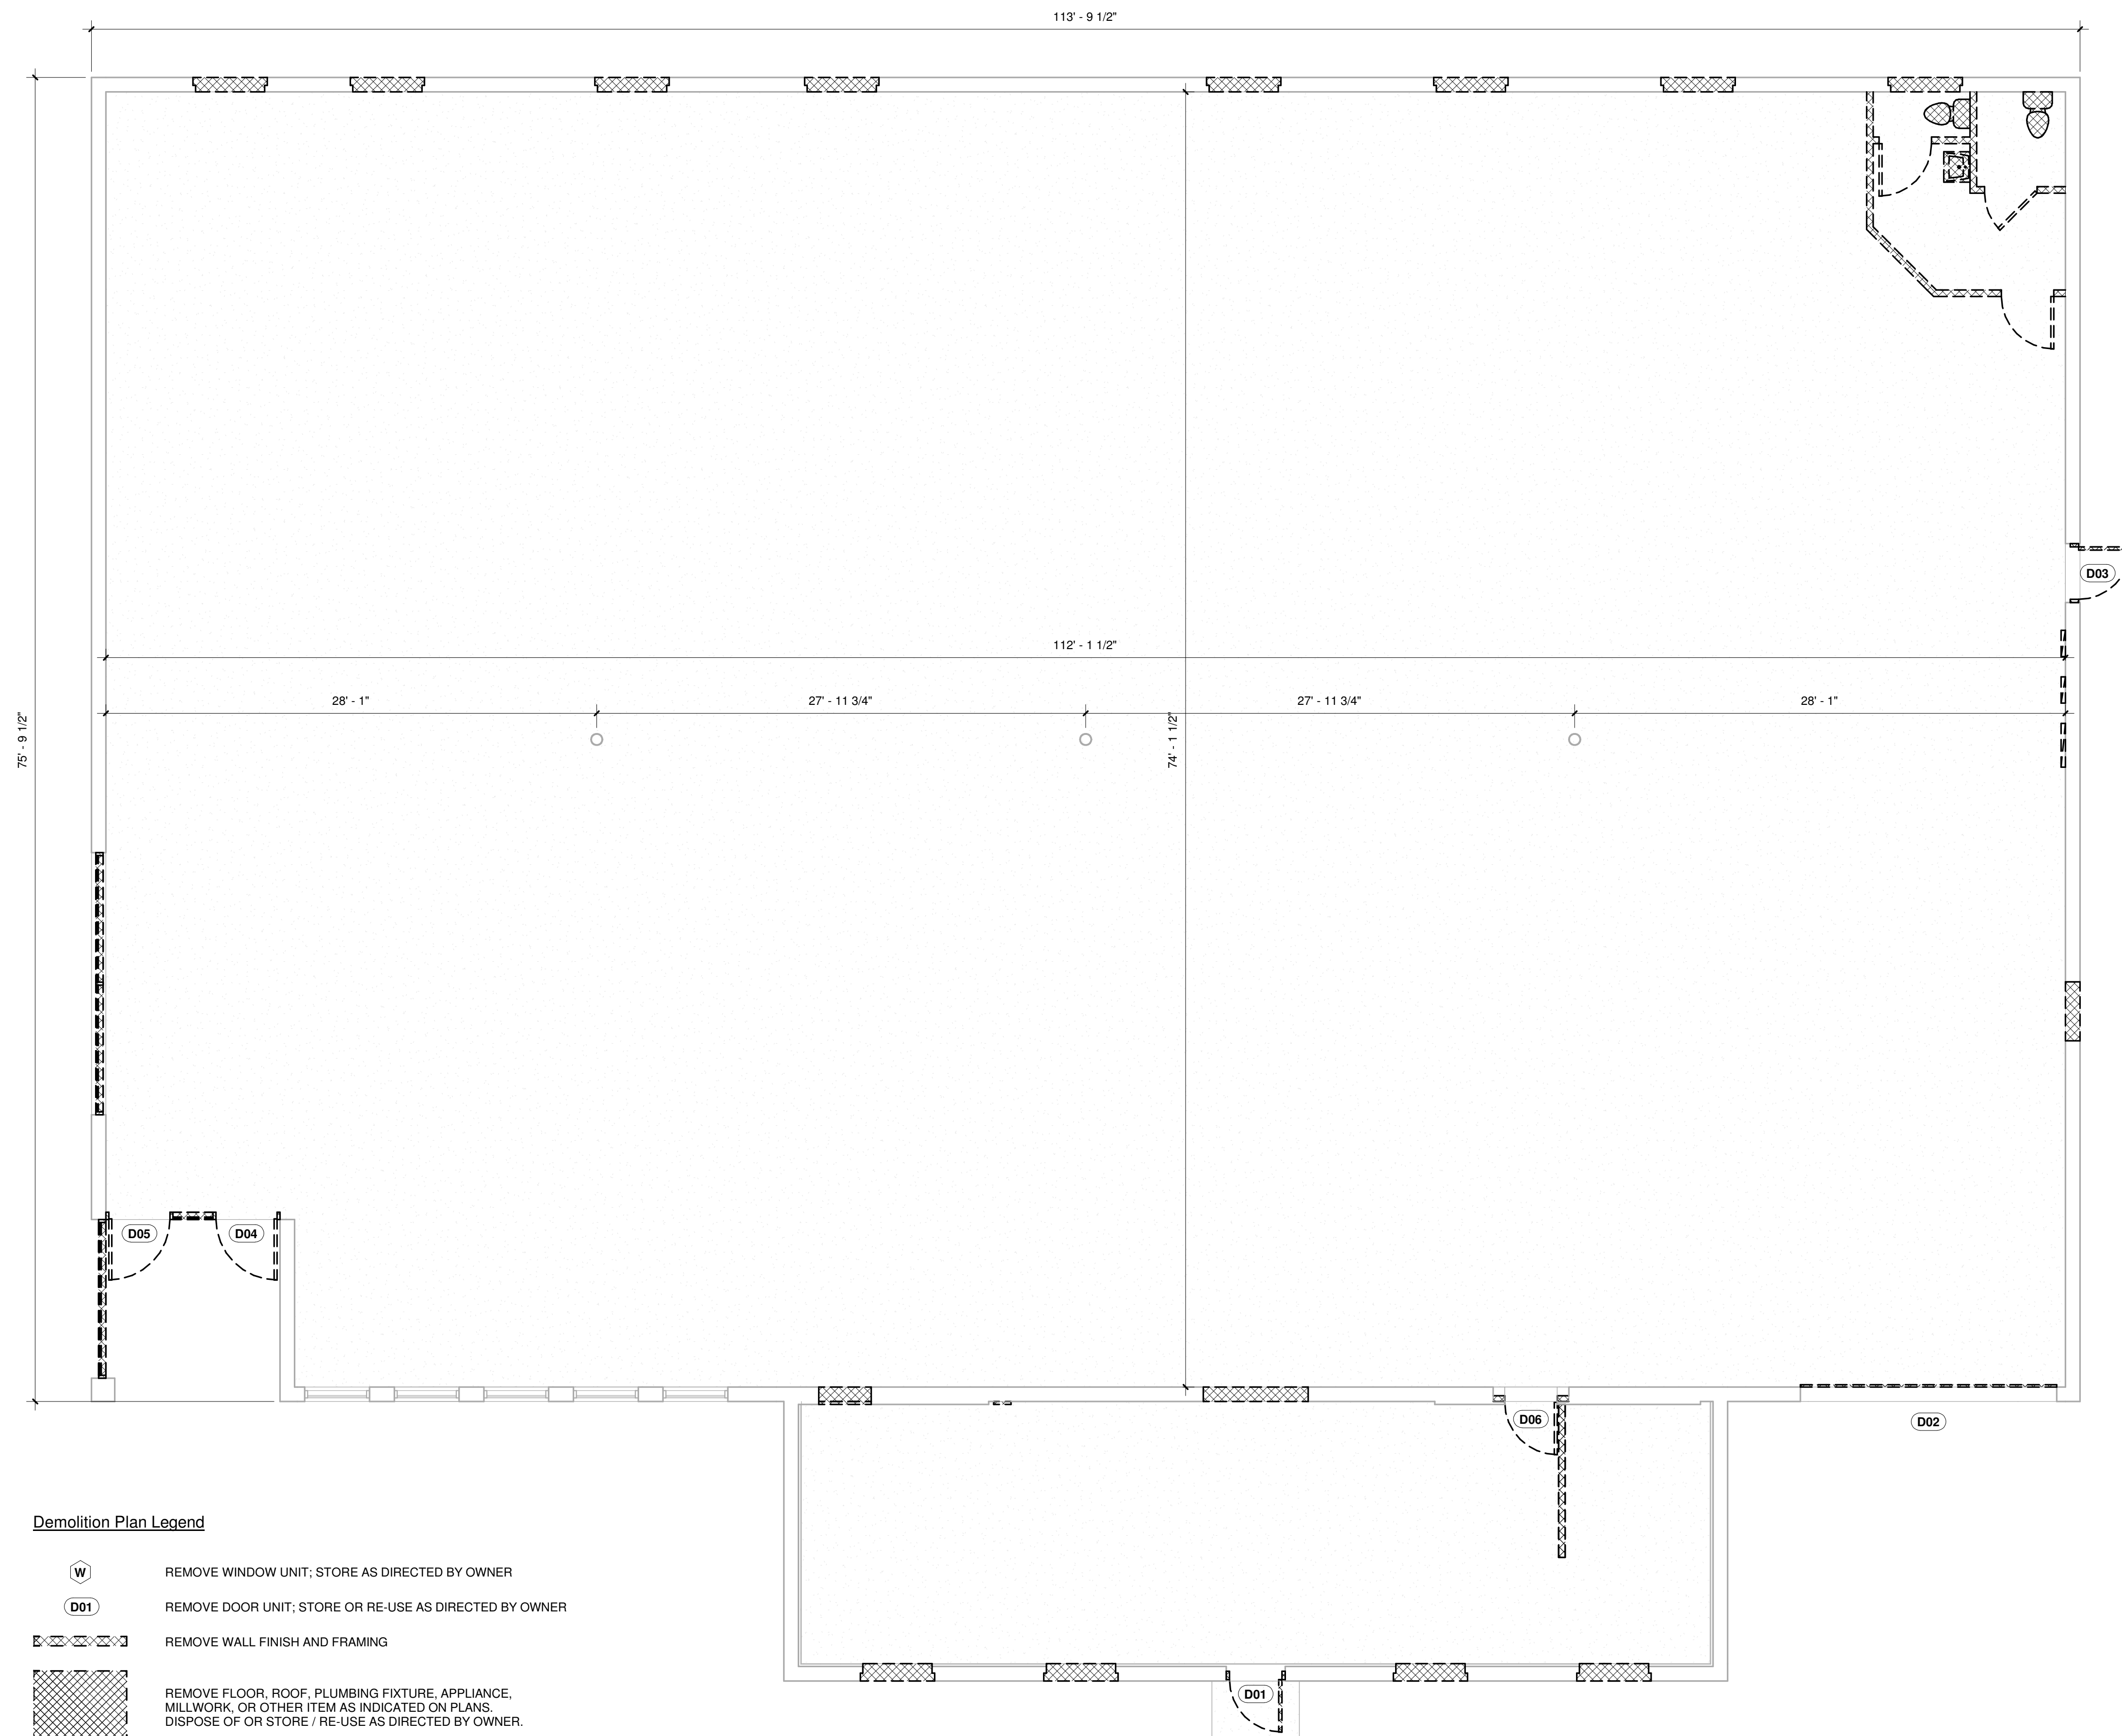 113' - 9 1/2"
D03
112' - 1 1/2"
28' - 1"
27' - 11 3/4"
27' - 11 3/4"
28' - 1"
75' - 9 1/2"
74' - 1 1/2"
D05
D04
D06
D02
Demolition Plan Legend
W
REMOVE WINDOW UNIT; STORE AS DIRECTED BY OWNER
D01
REMOVE DOOR UNIT; STORE OR RE-USE AS DIRECTED BY OWNER
REMOVE WALL FINISH AND FRAMING
REMOVE FLOOR, ROOF, PLUMBING FIXTURE, APPLIANCE,
MILLWORK, OR OTHER ITEM AS INDICATED ON PLANS.
DISPOSE OF OR STORE / RE-USE AS DIRECTED BY OWNER.
D01